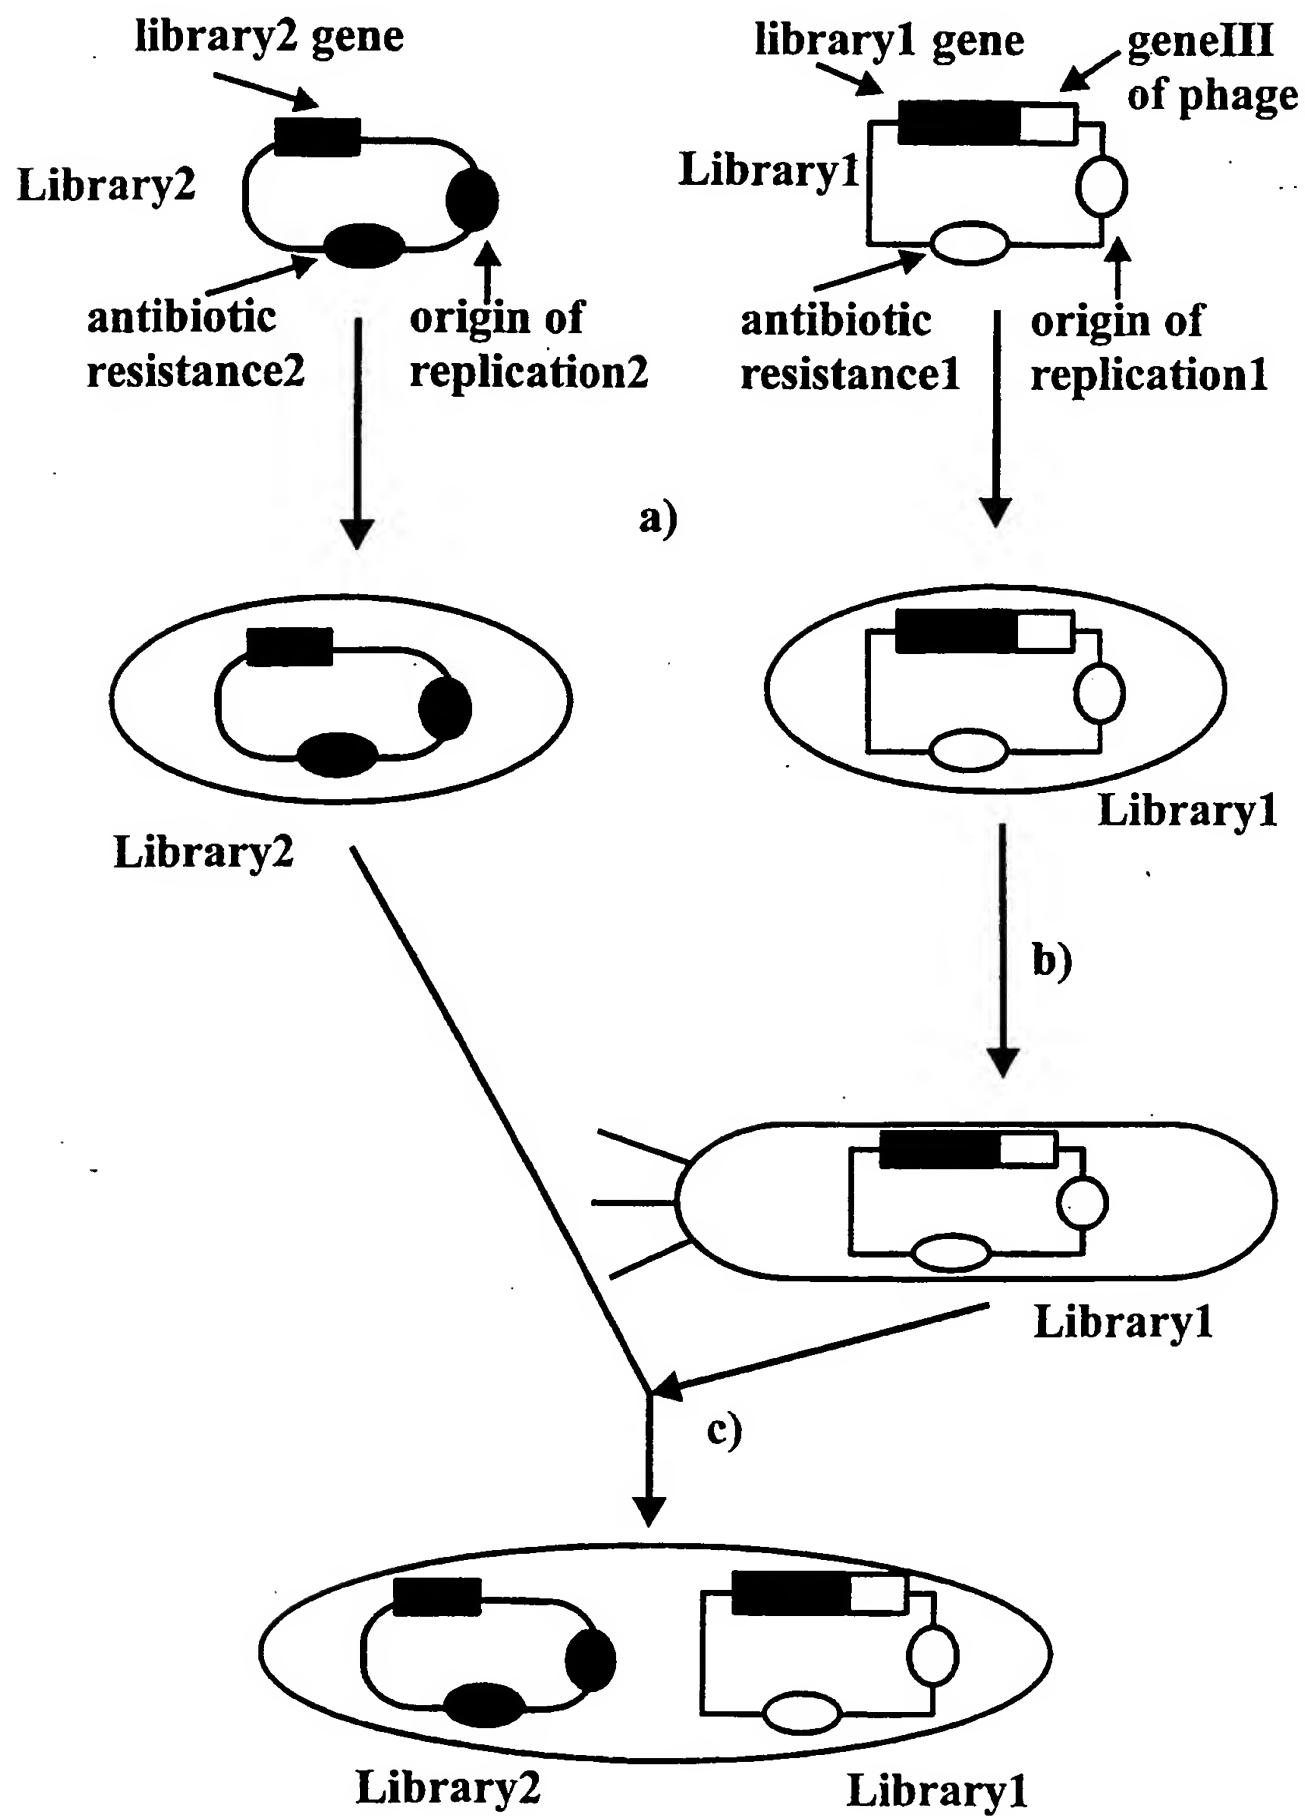 library2 gene
library1 gene
geneIII
of phage
Library2
Library1
antibiotic
resistance2
origin of
replication2
antibiotic
resistance1
origin of
replication1
a)
Library1
Library2
b)
Library1
c)
Library2
Library1